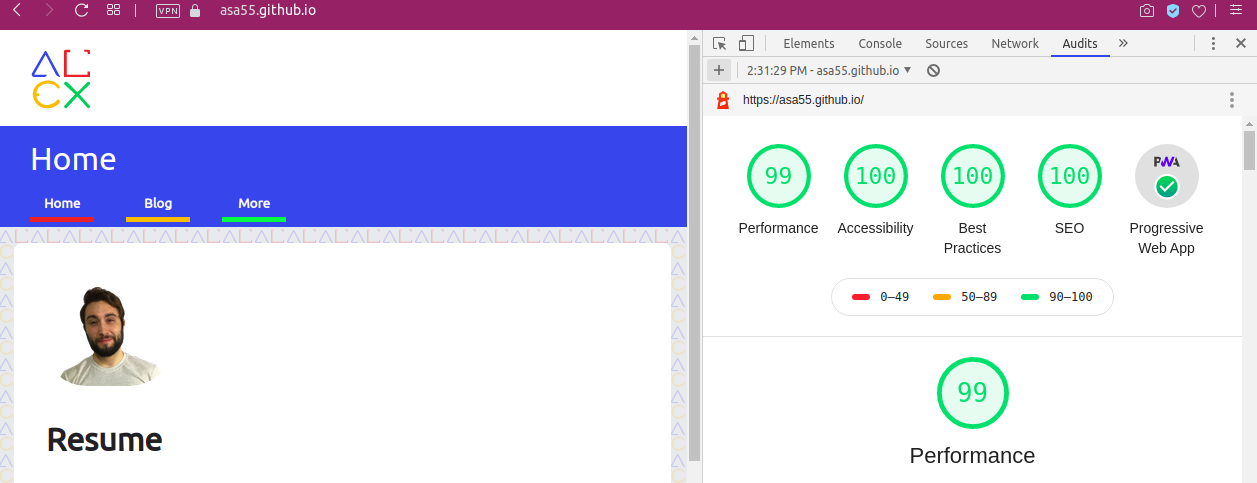 VPN asa55.github.io
ALEX
Home
Home Blog More
Resume
Elements Console Sources Network Audits »
2:31:29 PM - asa55.github.io
https://asa55.github.io/
99 100 100 100 PWA
Performance Accessibility Best Practices SEO Progressive Web App
0–49 50–89 90–100
99
Performance